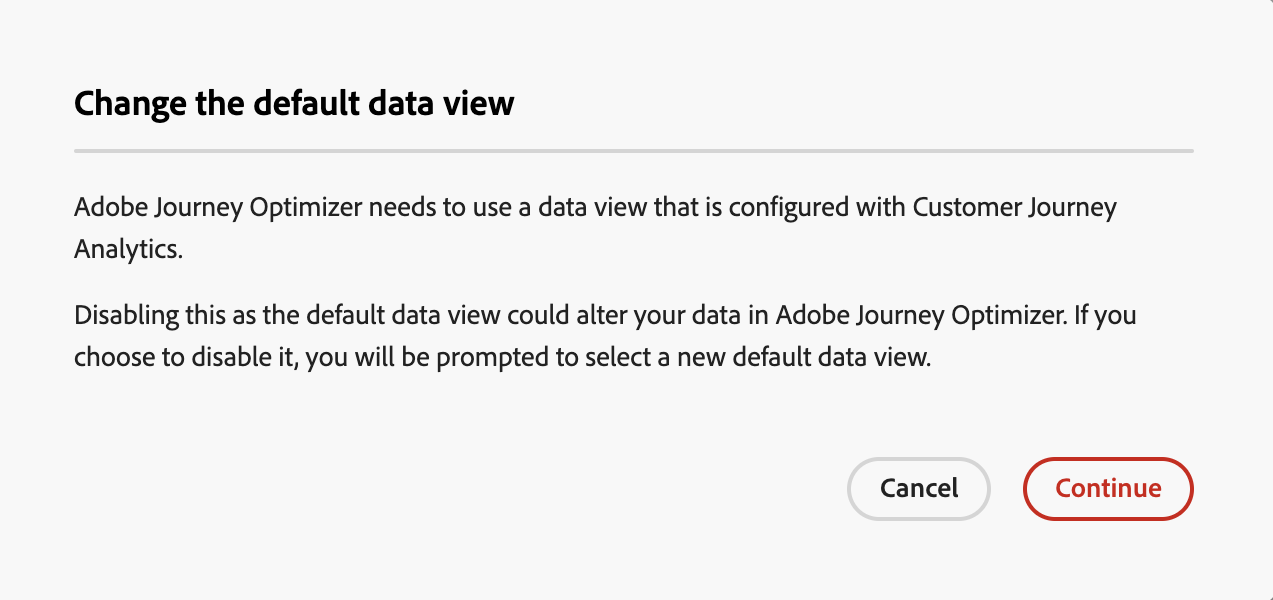 Change the default data view
Adobe Journey Optimizer needs to use a data view that is configured with Customer Journey
Analytics.
Disabling this as the default data view could alter your data in Adobe Journey Optimizer. If you
choose to disable it, you will be prompted to select a new default data view.
Cancel
Continue